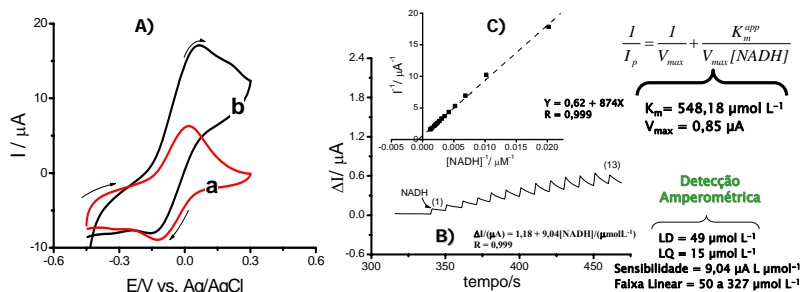 A)
20
10
0
-10
I / µA
-0.6
-0.3
0.0
0.3
0.6
E/V vs. Ag/AgCl
b
a
C)
20
15
10
5
0
I⁻¹/ µA⁻¹
Y = 0,62 + 874X
R = 0,999
-0.005
0.000
0.005
0.010
0.015
0.020
[NADH]⁻¹/ µM⁻¹
2.4
1.8
1.2
0.6
0.0
ΔI/ µA
NADH
(1)
(13)
B)
ΔI/(µA) = 1,18 + 9,04[NADH]/(µmolL⁻¹)
R = 0,999
350
400
450
tempo/s
1/Iₚ = 1/Vmax + Kₘᵃᵖᵖ/Vmax [NADH]
Kₘ = 548,18 µmol L⁻¹
Vmax = 0,85 µA
Detecção
Amperométrica
LD = 49 µmol L⁻¹
LQ = 15 µmol L⁻¹
Sensibilidade = 9,04 µA L µmol⁻¹
Faixa Linear = 50 a 327 µmol L⁻¹